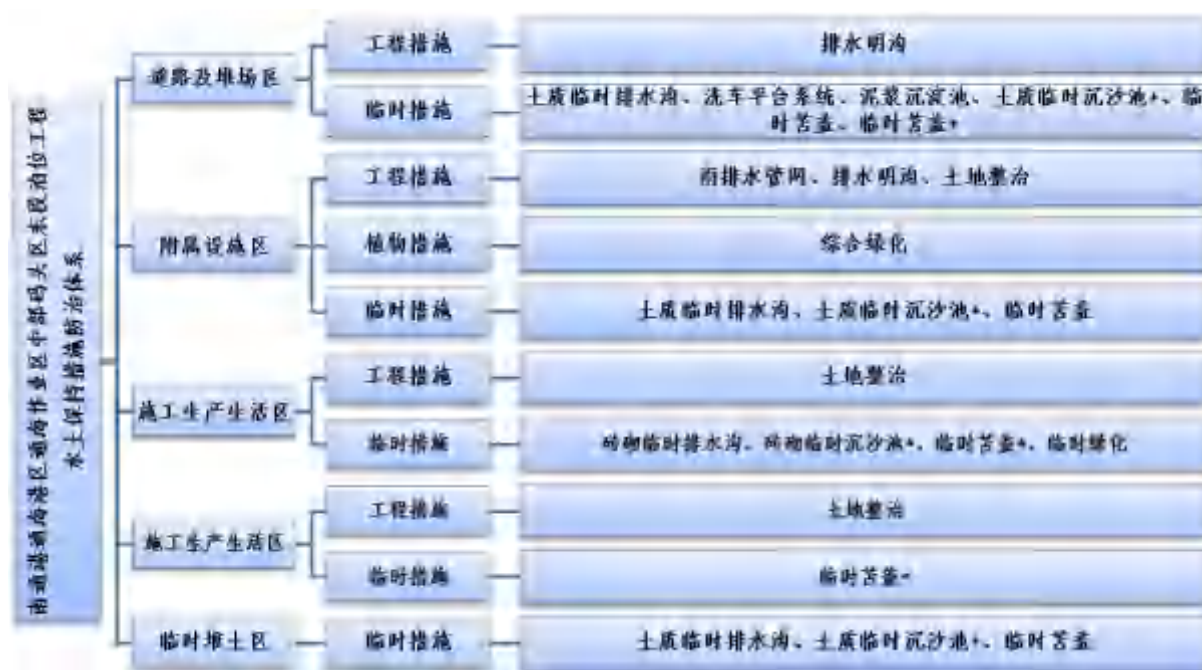 南通港通海港区通海作业区中部码头区东段泊位工程
水土保持措施防治体系
道路及堆场区
工程措施
排水明沟
临时措施
土质临时排水沟、洗车平台系统、泥浆沉淀池、土质临时沉沙池*、临
时苫盖、临时苫盖*
附属设施区
工程措施
雨排水管网、排水明沟、土地整治
植物措施
综合绿化
临时措施
土质临时排水沟、土质临时沉沙池*、临时苫盖
施工生产生活区
工程措施
土地整治
临时措施
砖砌临时排水沟、砖砌临时沉沙池*、临时苫盖*、临时绿化
施工生产生活区
工程措施
土地整治
临时措施
临时苫盖*
临时堆土区
临时措施
土质临时排水沟、土质临时沉沙池*、临时苫盖